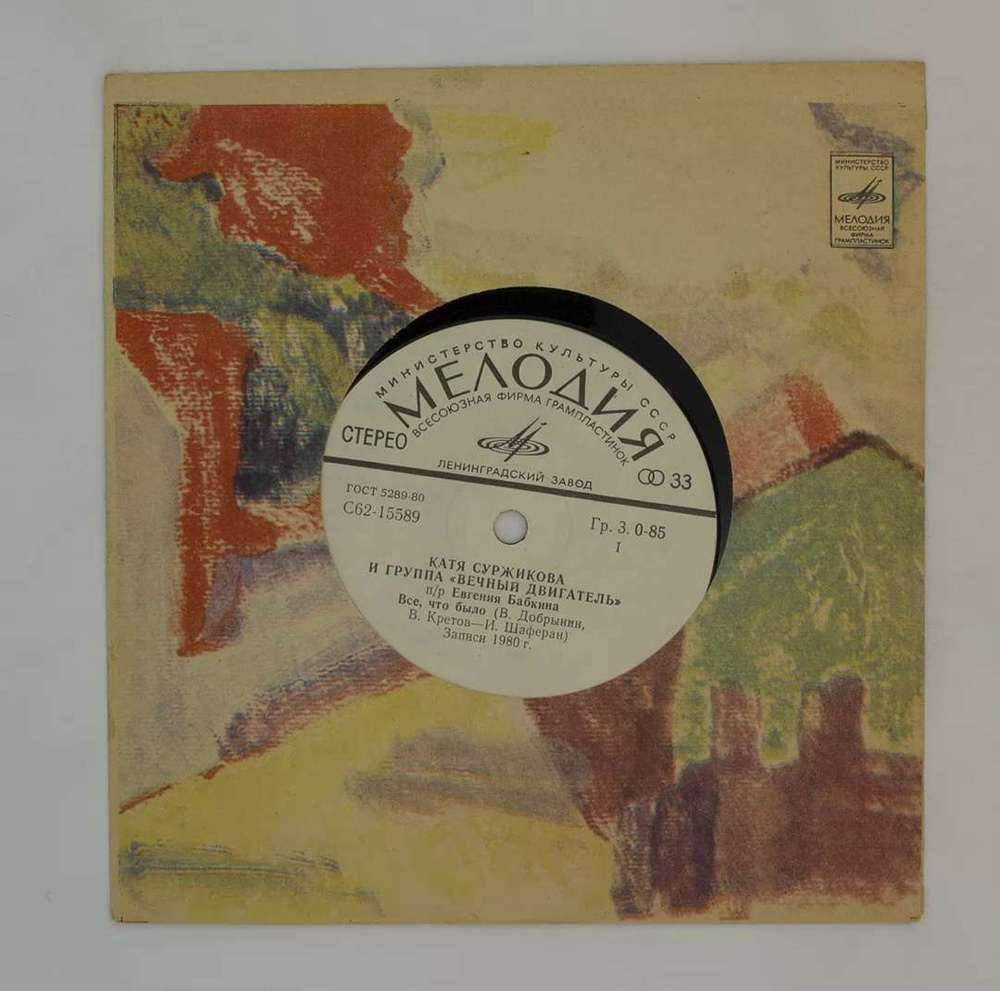 МИНИСТЕРСТВО
КУЛЬТУРЫ СССР
МЕЛОДИЯ
ВСЕСОЮЗНАЯ
ФИРМА
ГРАМПЛАСТИНОК
МИНИСТЕРСТВО КУЛЬТУРЫ СССР
МЕЛОДИЯ
ВСЕСОЮЗНАЯ ФИРМА ГРАМПЛАСТИНОК
СТЕРЕО
ЛЕНИНГРАДСКИЙ ЗАВОД
33
ГОСТ 5289-80
С62-15589
Гр. 3. 0-85
I
КАТЯ СУРЖИКОВА
И ГРУППА «ВЕЧНЫЙ ДВИГАТЕЛЬ»
п/р Евгения Бабкина
Все, что было (В. Добрынин,
В. Кретов—И. Шаферан)
Записи 1980 г.